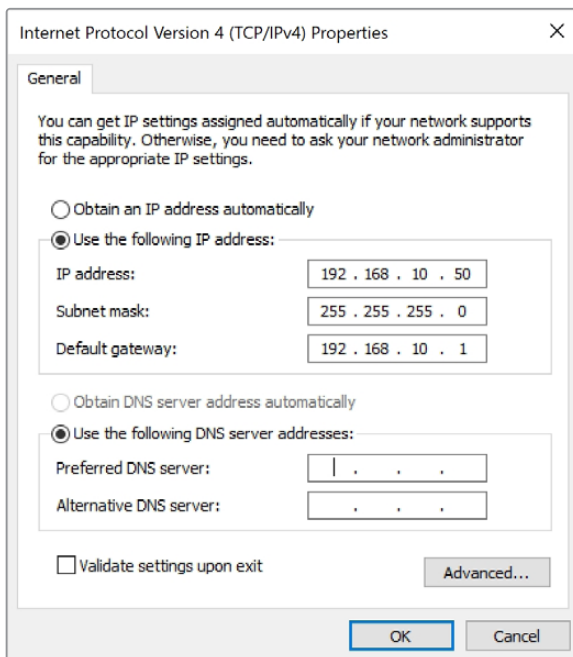 Internet Protocol Version 4 (TCP/IPv4) Properties
General
You can get IP settings assigned automatically if your network supports
this capability. Otherwise, you need to ask your network administrator
for the appropriate IP settings.
Obtain an IP address automatically
Use the following IP address:
IP address: 192 . 168 . 10 . 50
Subnet mask: 255 . 255 . 255 . 0
Default gateway: 192 . 168 . 10 . 1
Obtain DNS server address automatically
Use the following DNS server addresses:
Preferred DNS server: . . .
Alternative DNS server: . . .
Validate settings upon exit
Advanced...
OK Cancel